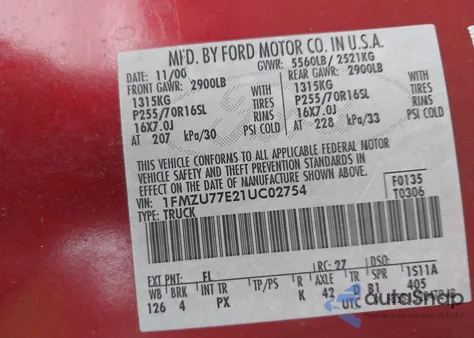 MFD. BY FORD MOTOR CO. IN U.S.A.
DATE: 11/00 GVWR: 5560LB/ 2521KG
FRONT GAWR: 2900LB REAR GAWR: 2900LB
1315KG WITH 1315KG WITH
P255/70R16SL TIRES P255/70R16SL TIRES
16X7.0J RIMS 16X7.0J RIMS
AT 207 kPa/30 PSI COLD AT 228 kPa/33 PSI COLD
THIS VEHICLE CONFORMS TO ALL APPLICABLE FEDERAL MOTOR
VEHICLE SAFETY AND THEFT PREVENTION STANDARDS IN
EFFECT ON THE DATE OF MANUFACTURE SHOWN ABOVE.
VIN: 1FMZU77E21UC02754 F0135
TYPE: TRUCK T0306
EXT PNT: FL RC: 27 DSO:
WB BRK INT TR TP/PS R AXLE TR SPR 1S11A
126 4 PX K 42 D B1 405
UTC
autoSnap